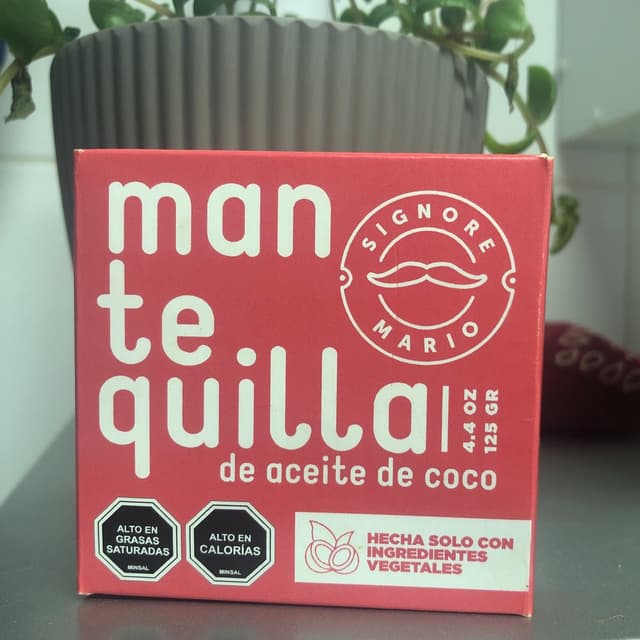 man
te
quilla
de aceite de coco
SIGNORE
MARIO
4.4 OZ
125 GR
ALTO EN
GRASAS
SATURADAS
MINSAL
ALTO EN
CALORÍAS
MINSAL
HECHA SOLO CON
INGREDIENTES
VEGETALES